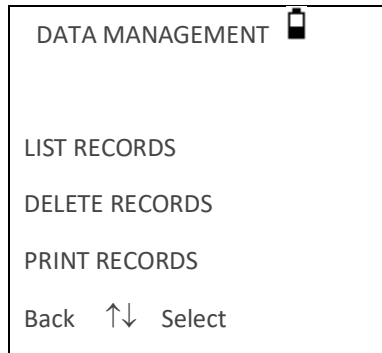 DATA MANAGEMENT
LIST RECORDS
DELETE RECORDS
PRINT RECORDS
Back ↑↓ Select